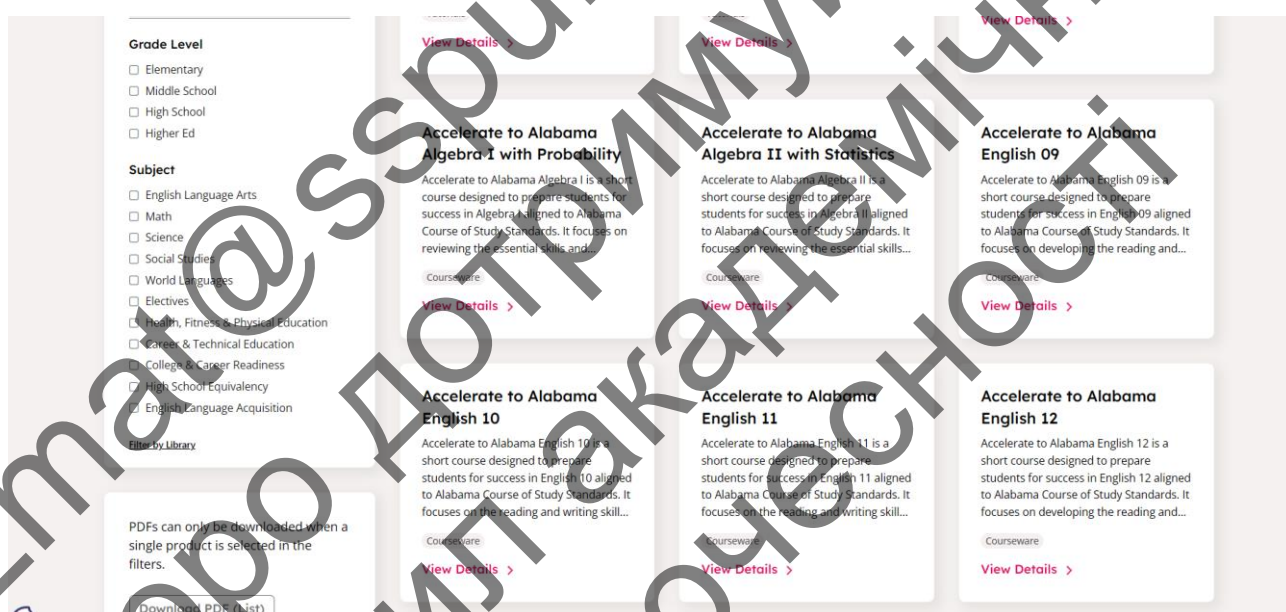 Grade Level
Elementary
Middle School
High School
Higher Ed
Subject
English Language Arts
Math
Science
Social Studies
World Languages
Electives
Health, Fitness & Physical Education
Career & Technical Education
College & Career Readiness
High School Equivalency
English Language Acquisition
Filter by Library
PDFs can only be downloaded when a
single product is selected in the
filters.
Download PDF (List)
View Details >
View Details >
View Details >
Accelerate to Alabama
Algebra I with Probability
Accelerate to Alabama Algebra I is a short
course designed to prepare students for
success in Algebra I aligned to Alabama
Course of Study Standards. It focuses on
reviewing the essential skills and...
Courseware
View Details >
Accelerate to Alabama
Algebra II with Statistics
Accelerate to Alabama Algebra II is a
short course designed to prepare
students for success in Algebra II aligned
to Alabama Course of Study Standards. It
focuses on reviewing the essential skills...
Courseware
View Details >
Accelerate to Alabama
English 09
Accelerate to Alabama English 09 is a
short course designed to prepare
students for success in English 09 aligned
to Alabama Course of Study Standards. It
focuses on developing the reading and...
Courseware
View Details >
Accelerate to Alabama
English 10
Accelerate to Alabama English 10 is a
short course designed to prepare
students for success in English 10 aligned
to Alabama Course of Study Standards. It
focuses on the reading and writing skill...
Courseware
View Details >
Accelerate to Alabama
English 11
Accelerate to Alabama English 11 is a
short course designed to prepare
students for success in English 11 aligned
to Alabama Course of Study Standards. It
focuses on the reading and writing skill...
Courseware
View Details >
Accelerate to Alabama
English 12
Accelerate to Alabama English 12 is a
short course designed to prepare
students for success in English 12 aligned
to Alabama Course of Study Standards. It
focuses on developing the reading and...
Courseware
View Details >